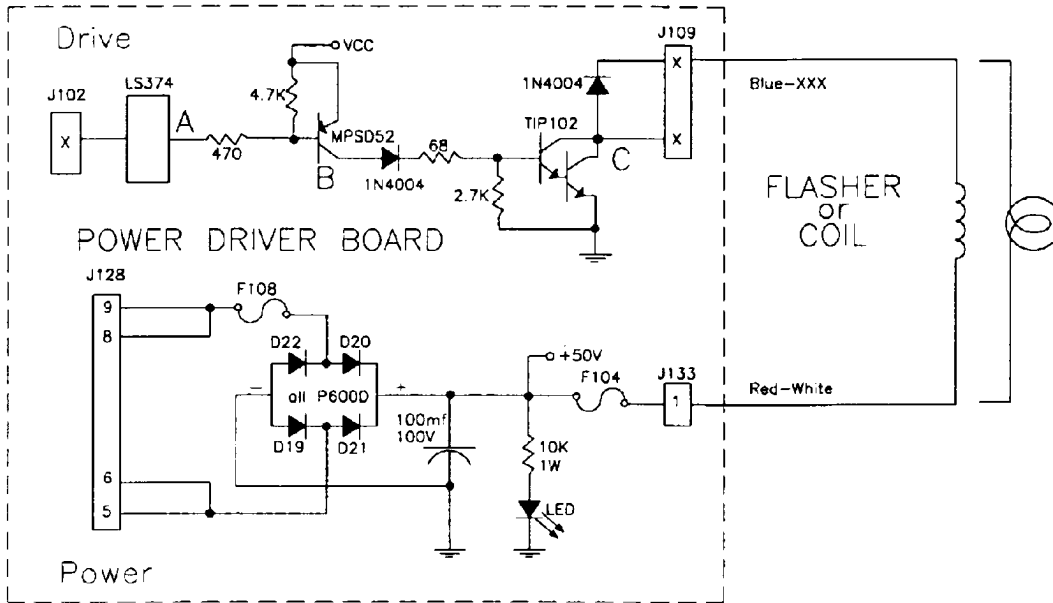 Drive
J102
X
LS374
A
470
4.7K
VCC
MPSD52
B
1N4004
68
2.7K
TIP102
1N4004
C
J109
X
X
Blue-XXX
FLASHER
or
COIL
POWER DRIVER BOARD
J128
9
8
6
5
F108
D22
D20
all P600D
D19
D21
-
+
100mf
100V
+50V
10K
1W
LED
F104
J133
1
Red-White
Power